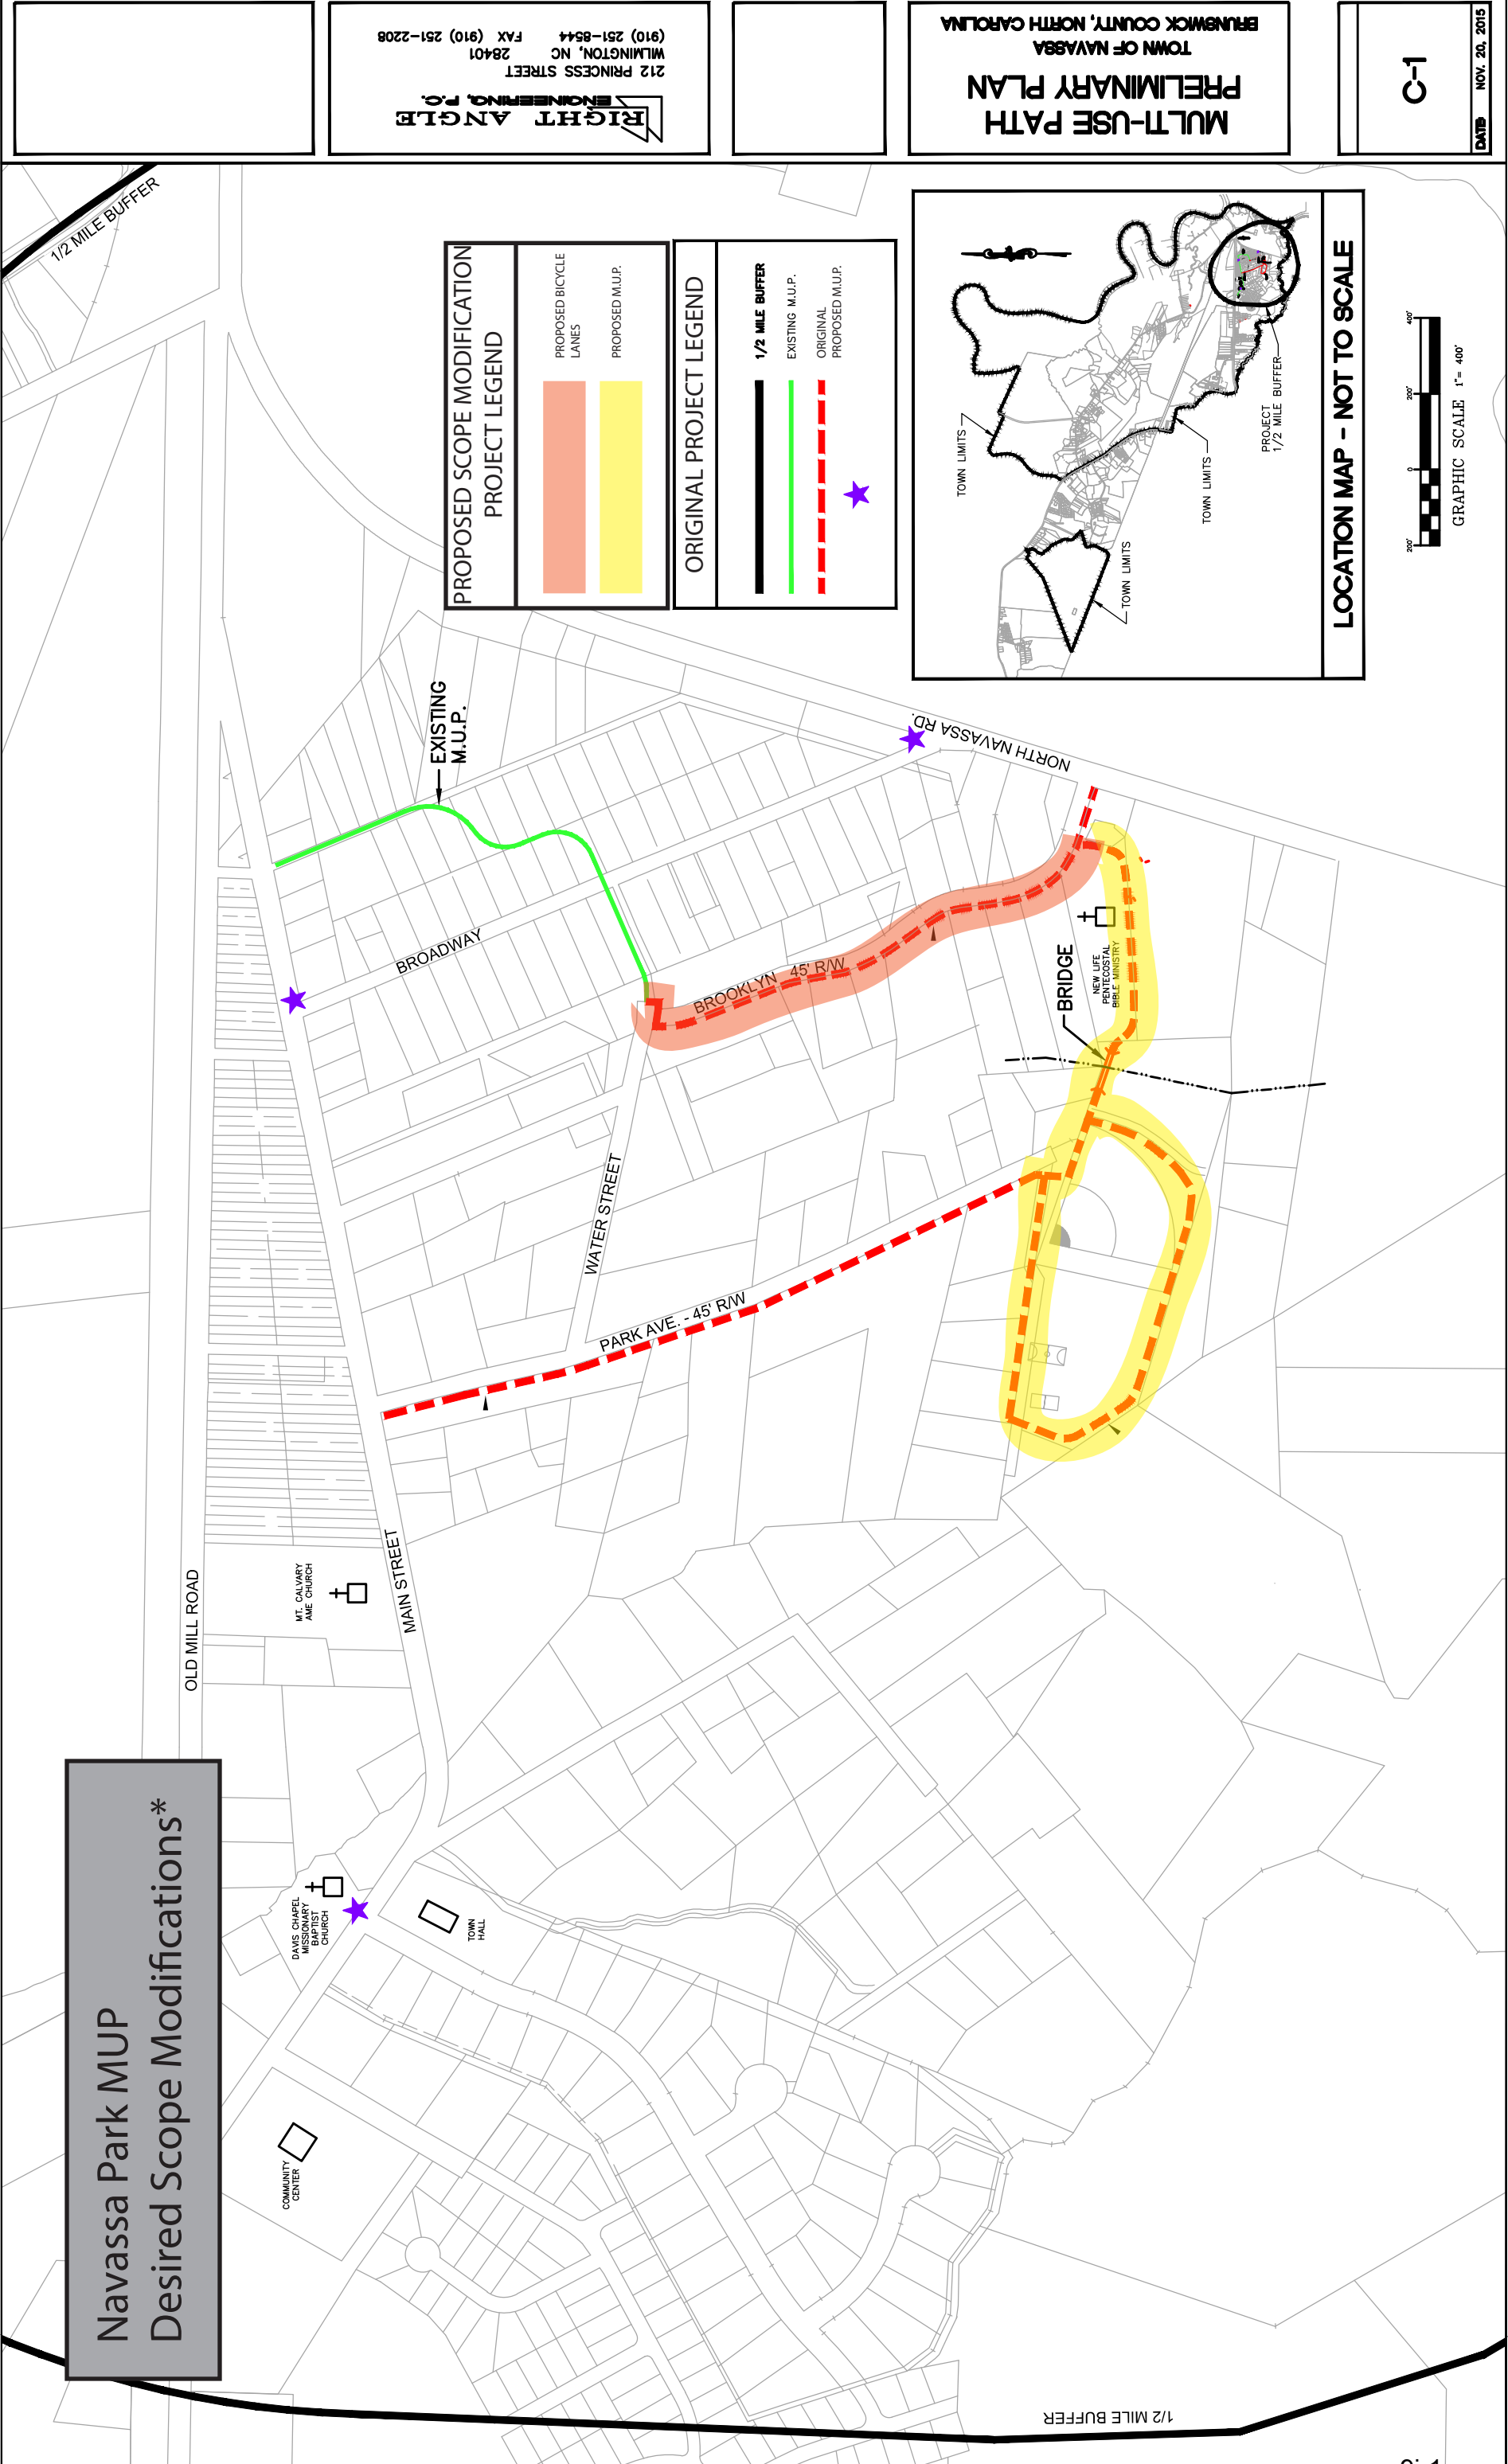 Navassa Park MUP
Desired Scope Modifications*
1/2 MILE BUFFER
RIGHT ANGLE
ENGINEERING, P.C.
212 PRINCESS STREET
WILMINGTON, NC 28401
(910) 251-8544 FAX (910) 251-2208
MULTI-USE PATH
PRELIMINARY PLAN
TOWN OF NAVASSA
BRUNSWICK COUNTY, NORTH CAROLINA
C-1
DATE
NOV. 20, 2015
PROPOSED SCOPE MODIFICATION
PROJECT LEGEND
PROPOSED BICYCLE
LANES
PROPOSED M.U.P.
ORIGINAL PROJECT LEGEND
1/2 MILE BUFFER
EXISTING M.U.P.
ORIGINAL
PROPOSED M.U.P.
TOWN LIMITS
TOWN LIMITS
TOWN LIMITS
PROJECT
1/2 MILE BUFFER
LOCATION MAP - NOT TO SCALE
200'
0
200'
400'
GRAPHIC SCALE 1"= 400'
EXISTING
M.U.P.
NORTH NAVASSA RD.
BROADWAY
BROOKLYN 45' R/W
BRIDGE
NEW LIFE
PENTECOSTAL
BIBLE MINISTRY
WATER STREET
PARK AVE. - 45' R/W
MAIN STREET
OLD MILL ROAD
MT. CALVARY
AME CHURCH
DAVIS CHAPEL
MISSIONARY
BAPTIST
CHURCH
TOWN
HALL
COMMUNITY
CENTER
1/2 MILE BUFFER